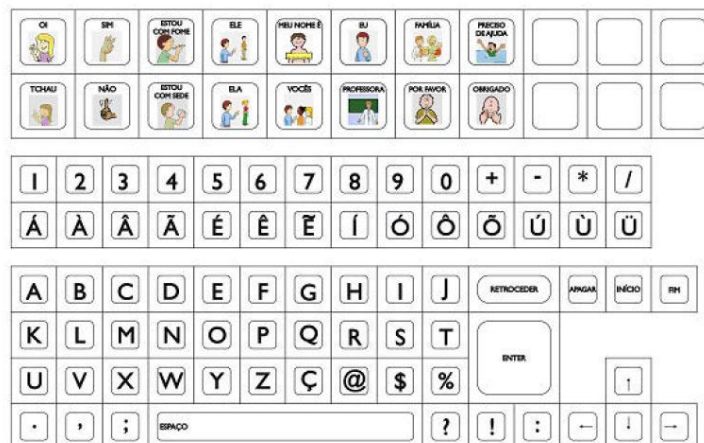 OI SIM ESTOU COM FOME ELE MEU NOME É EU FAMÍLIA PRECISO DE AJUDA
TCHAU NÃO ESTOU COM SEDE ELA VOCÊS PROFESSORA POR FAVOR OBRIGADO
1 2 3 4 5 6 7 8 9 0 + - * /
Á À Â Ã É Ê Ẽ Í Ó Ô Õ Ú Ù Ü
A B C D E F G H I J RETROCEDER APAGAR INÍCIO FIM
K L M N O P Q R S T ENTER
U V X W Y Z Ç @ $ % ↑
. , ; ESPAÇO ? ! : ← ↓ →